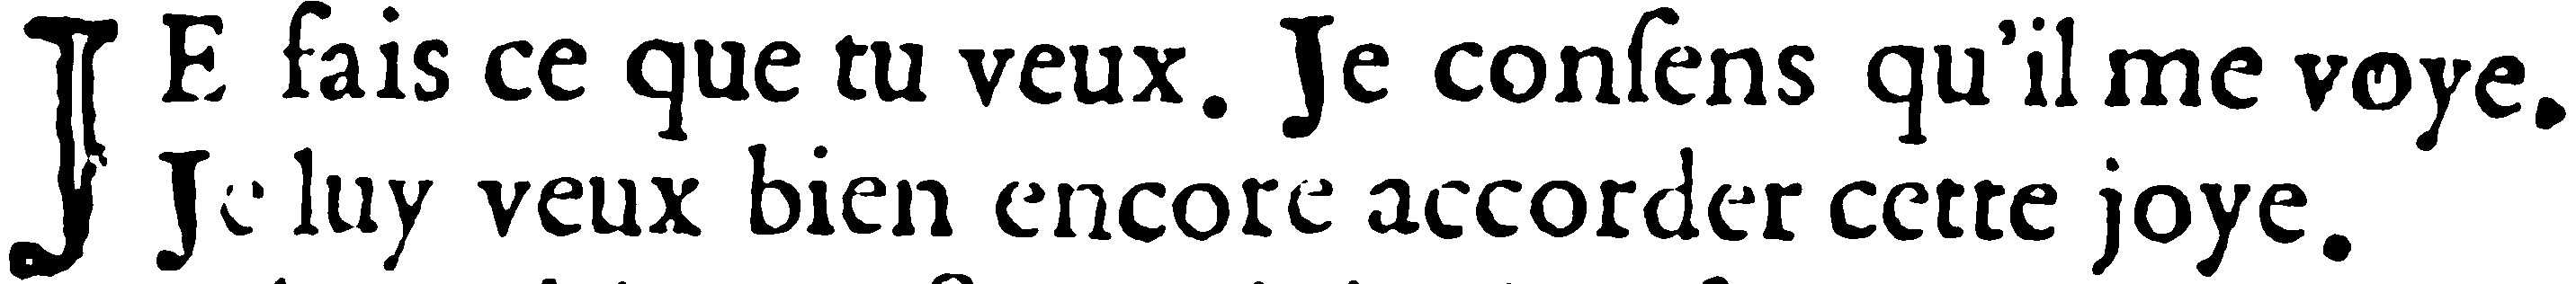 JE fais ce que tu veux. Je conſens qu'il me voye.
Je luy veux bien encore accorder cette joye.